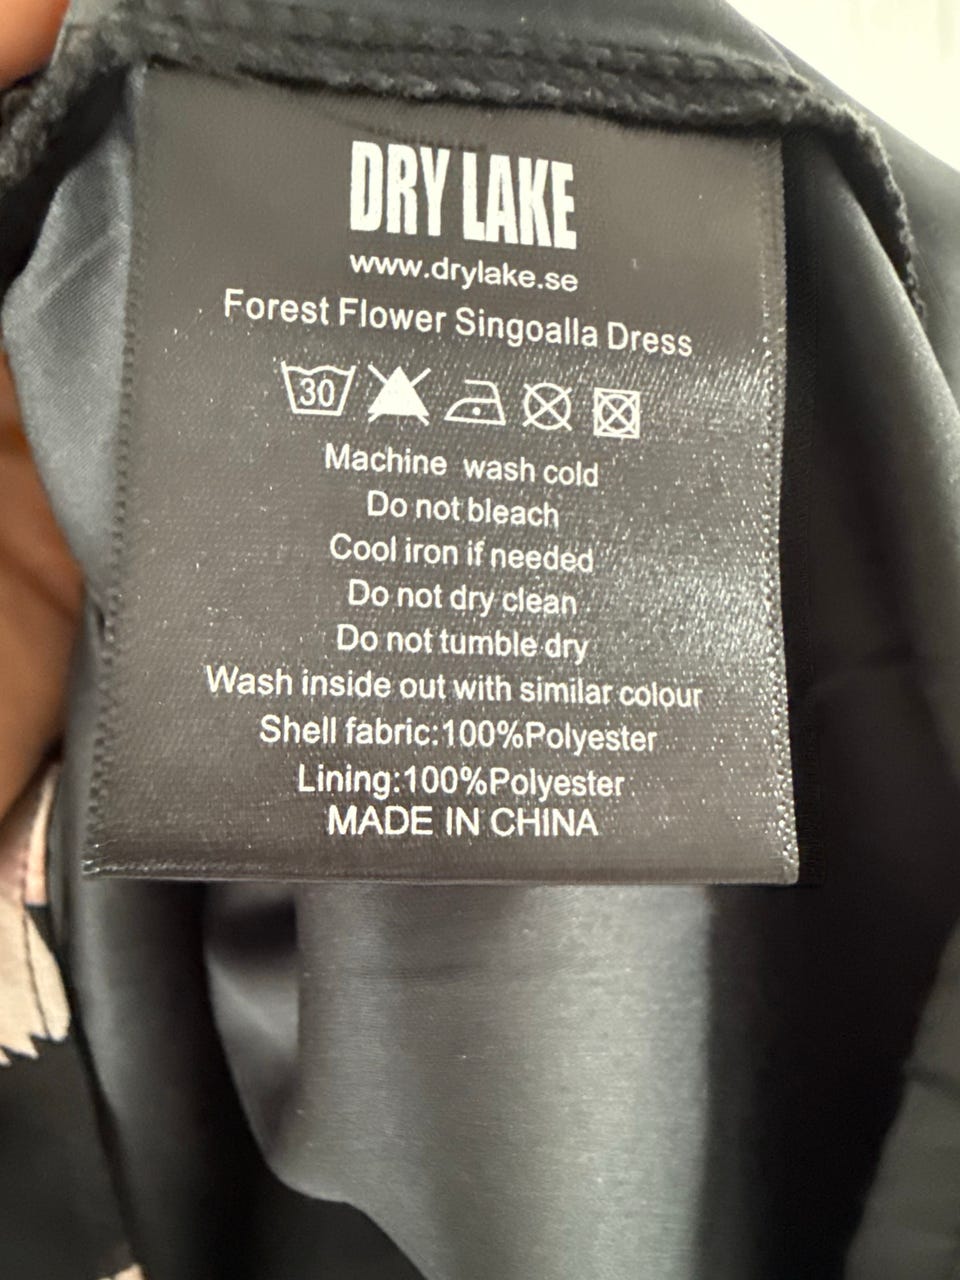 DRY LAKE
www.drylake.se
Forest Flower Singoalla Dress
30
Machine wash cold
Do not bleach
Cool iron if needed
Do not dry clean
Do not tumble dry
Wash inside out with similar colour
Shell fabric:100%Polyester
Lining:100%Polyester
MADE IN CHINA